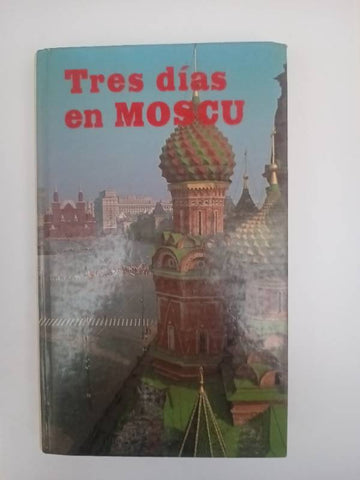 Tres días
en MOSCU